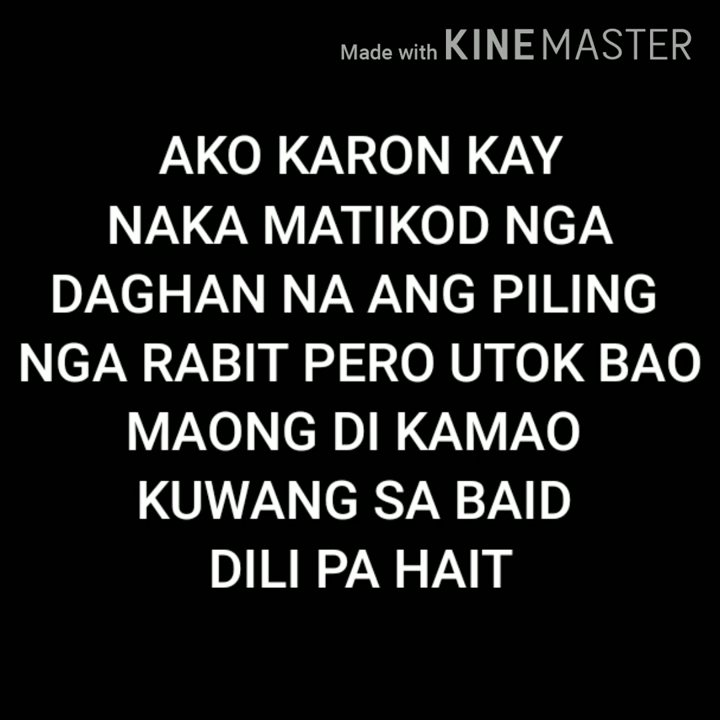 Made with KINEMASTER
AKO KARON KAY
NAKA MATIKOD NGA
DAGHAN NA ANG PILING
NGA RABIT PERO UTOK BAO
MAONG DI KAMAO
KUWANG SA BAID
DILI PA HAIT